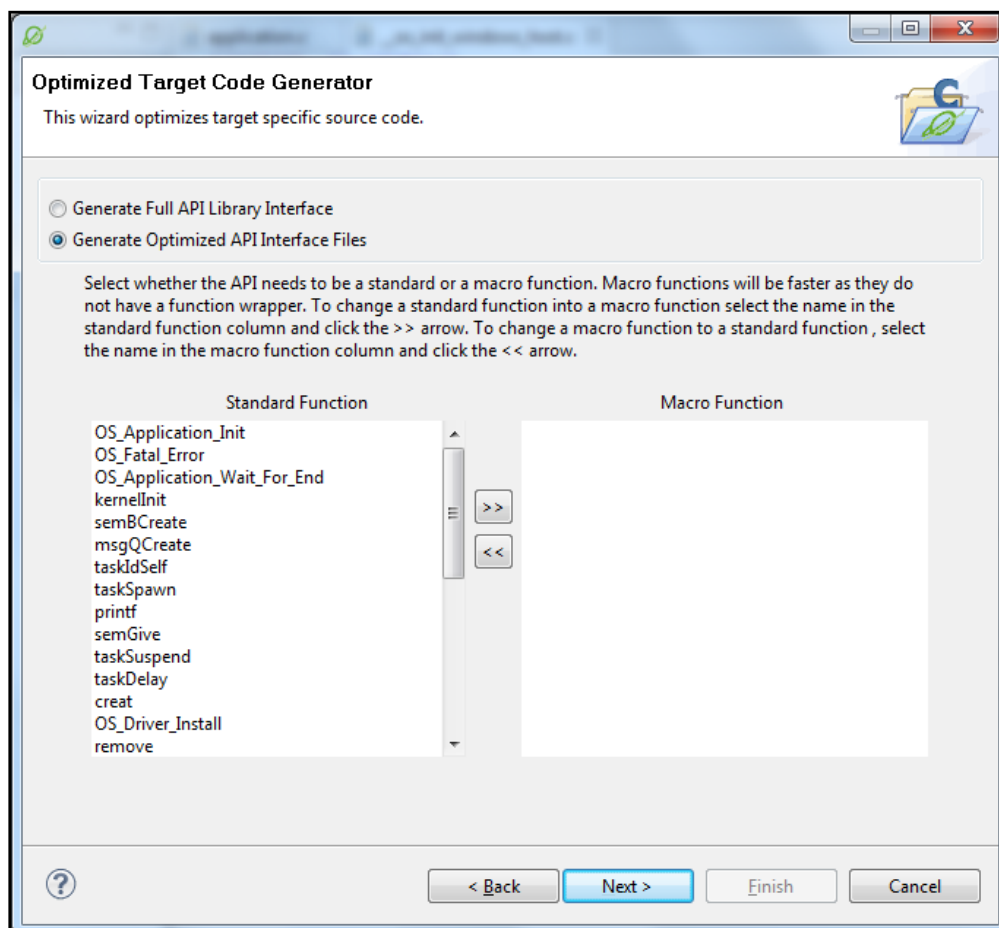 Optimized Target Code Generator
This wizard optimizes target specific source code.
Generate Full API Library Interface
Generate Optimized API Interface Files
Select whether the API needs to be a standard or a macro function. Macro functions will be faster as they do
not have a function wrapper. To change a standard function into a macro function select the name in the
standard function column and click the >> arrow. To change a macro function to a standard function , select
the name in the macro function column and click the << arrow.
Standard Function
Macro Function
OS_Application_Init
OS_Fatal_Error
OS_Application_Wait_For_End
kernelInit
semBCreate
msgQCreate
taskIdSelf
taskSpawn
printf
semGive
taskSuspend
taskDelay
creat
OS_Driver_Install
remove
>>
<<
< Back
Next >
Finish
Cancel